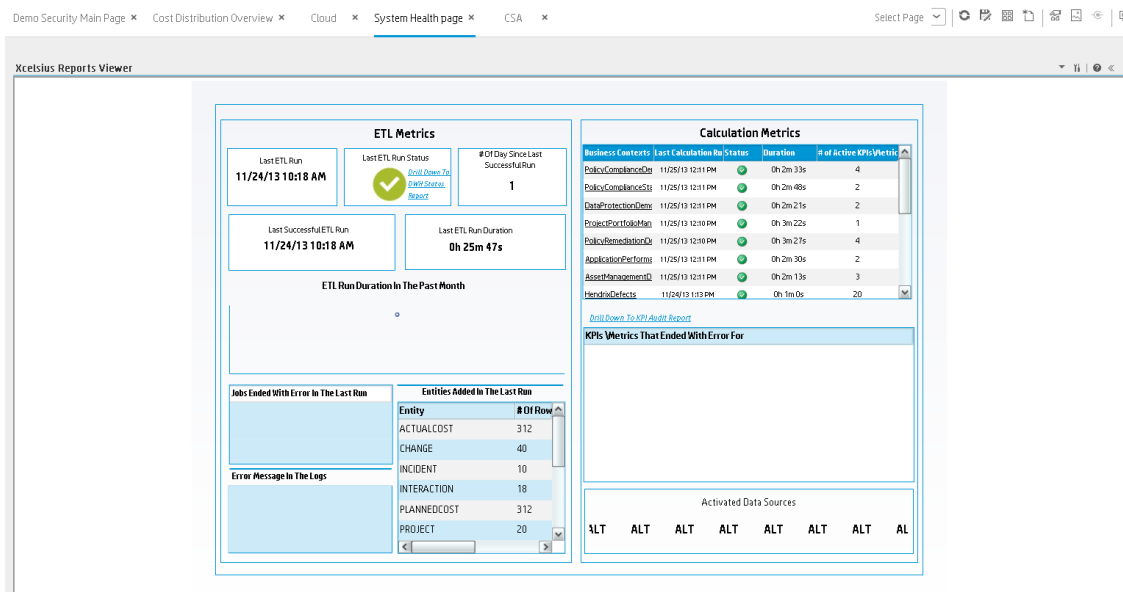 Demo Security Main Page × Cost Distribution Overview × Cloud × System Health page × CSA × Select Page
Xcelsius Reports Viewer
ETL Metrics
Last ETL Run
11/24/13 10:18 AM
Last ETL Run Status
Drill Down To
DWH Status
Report
# Of Day Since Last
Successful Run
1
Last Successful ETL Run
11/24/13 10:18 AM
Last ETL Run Duration
0h 25m 47s
ETL Run Duration In The Past Month
Jobs Ended With Error In The Last Run
Error Message In The Logs
Entities Added In The Last Run
Entity # Of Row
ACTUALCOST 312
CHANGE 40
INCIDENT 10
INTERACTION 18
PLANNEDCOST 312
PROJECT 20
Calculation Metrics
Business Contexts Last Calculation Ru Status Duration # of Active KPIs\Metric
PolicyComplianceDe 11/25/13 12:11 PM 0h 2m 33s 4
PolicyComplianceSta 11/25/13 12:11 PM 0h 2m 48s 2
DataProtectionDemo 11/25/13 12:11 PM 0h 2m 21s 2
ProjectPortfolioMan 11/25/13 12:10 PM 0h 3m 22s 1
PolicyRemediationDe 11/25/13 12:10 PM 0h 3m 27s 4
ApplicationPerforma 11/25/13 12:11 PM 0h 2m 30s 2
AssetManagementD 11/25/13 12:11 PM 0h 2m 13s 3
HendrixDefects 11/24/13 1:13 PM 0h 1m 0s 20
Drill Down To KPI Audit Report
KPIs \Metrics That Ended With Error For
Activated Data Sources
ALT ALT ALT ALT ALT ALT ALT AL